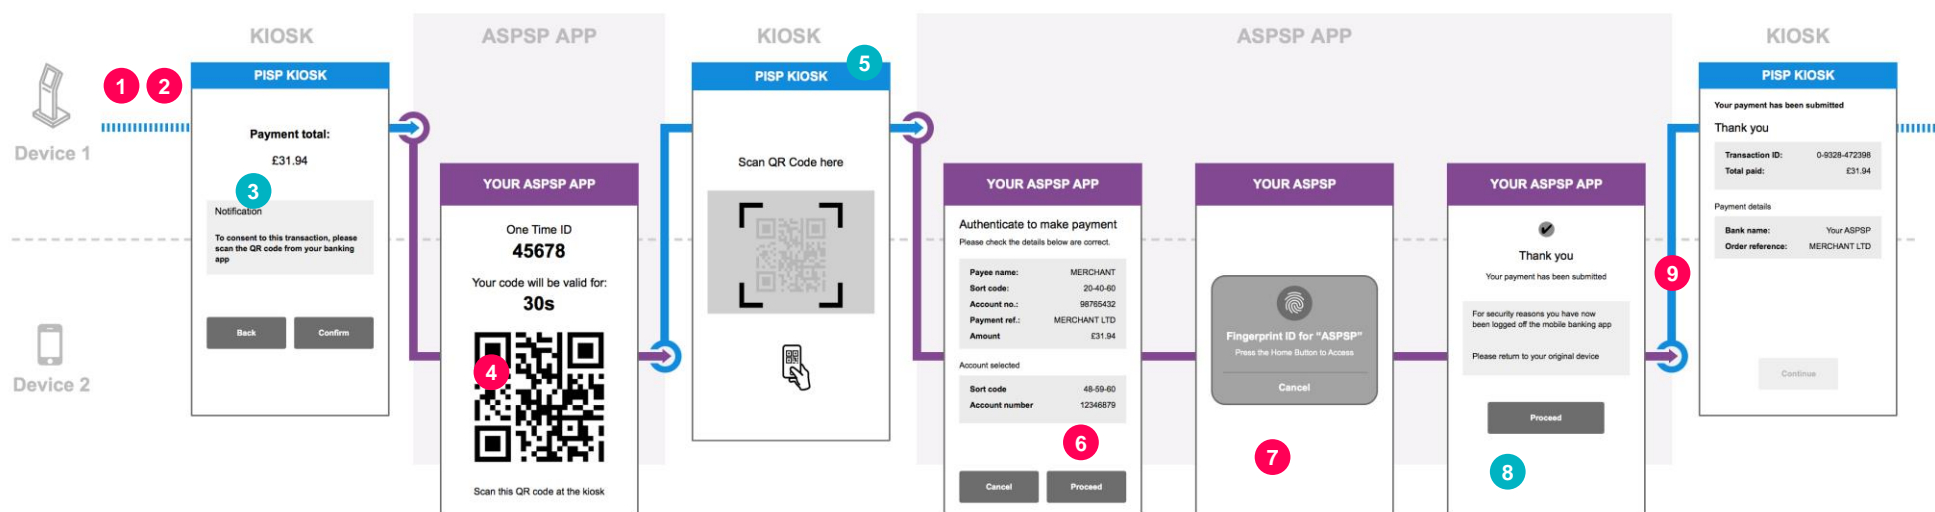 KIOSK
ASPSP APP
KIOSK
ASPSP APP
KIOSK
Device 1
Device 2
1
2
PISP KIOSK
Payment total:
£31.94
3
Notification
To consent to this transaction, please
scan the QR code from your banking
app
Back
Confirm
YOUR ASPSP APP
One Time ID
45678
Your code will be valid for:
30s
4
Scan this QR code at the kiosk
5
PISP KIOSK
Scan QR Code here
YOUR ASPSP APP
Authenticate to make payment
Please check the details below are correct.
Payee name: MERCHANT
Sort code: 20-40-60
Account no.: 98765432
Payment ref.: MERCHANT LTD
Amount £31.94
Account selected
Sort code 48-59-60
Account number 12346879
6
Cancel
Proceed
YOUR ASPSP
Fingerprint ID for "ASPSP"
Press the Home Button to Access
Cancel
7
YOUR ASPSP APP
Thank you
Your payment has been submitted
For security reasons you have now
been logged off the mobile banking app
Please return to your original device
Proceed
8
9
PISP KIOSK
Your payment has been submitted
Thank you
Transaction ID: 0-9328-472398
Total paid: £31.94
Payment details
Bank name: Your ASPSP
Order reference: MERCHANT LTD
Continue